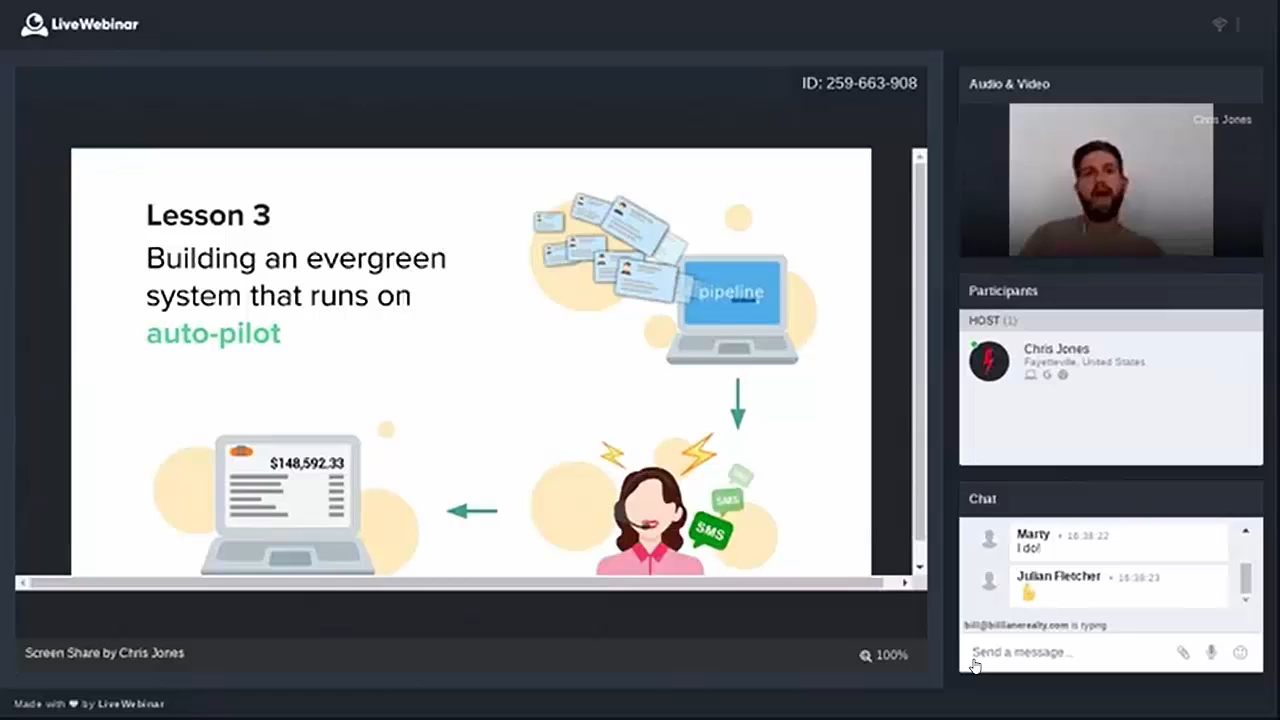 LiveWebinar
ID: 259-663-908
Lesson 3
Building an evergreen
system that runs on
auto-pilot
pipeline
$148,592.33
SMS
SMS
Screen Share by Chris Jones
100%
Audio & Video
Chris Jones
Participants
HOST (1)
Chris Jones
Fayetteville, United States
Chat
Marty • 16:38:22
I do!
Julian Fletcher • 16:38:23
bill@billlanerealty.com is typing
Send a message...
Made with ❤ by LiveWebinar